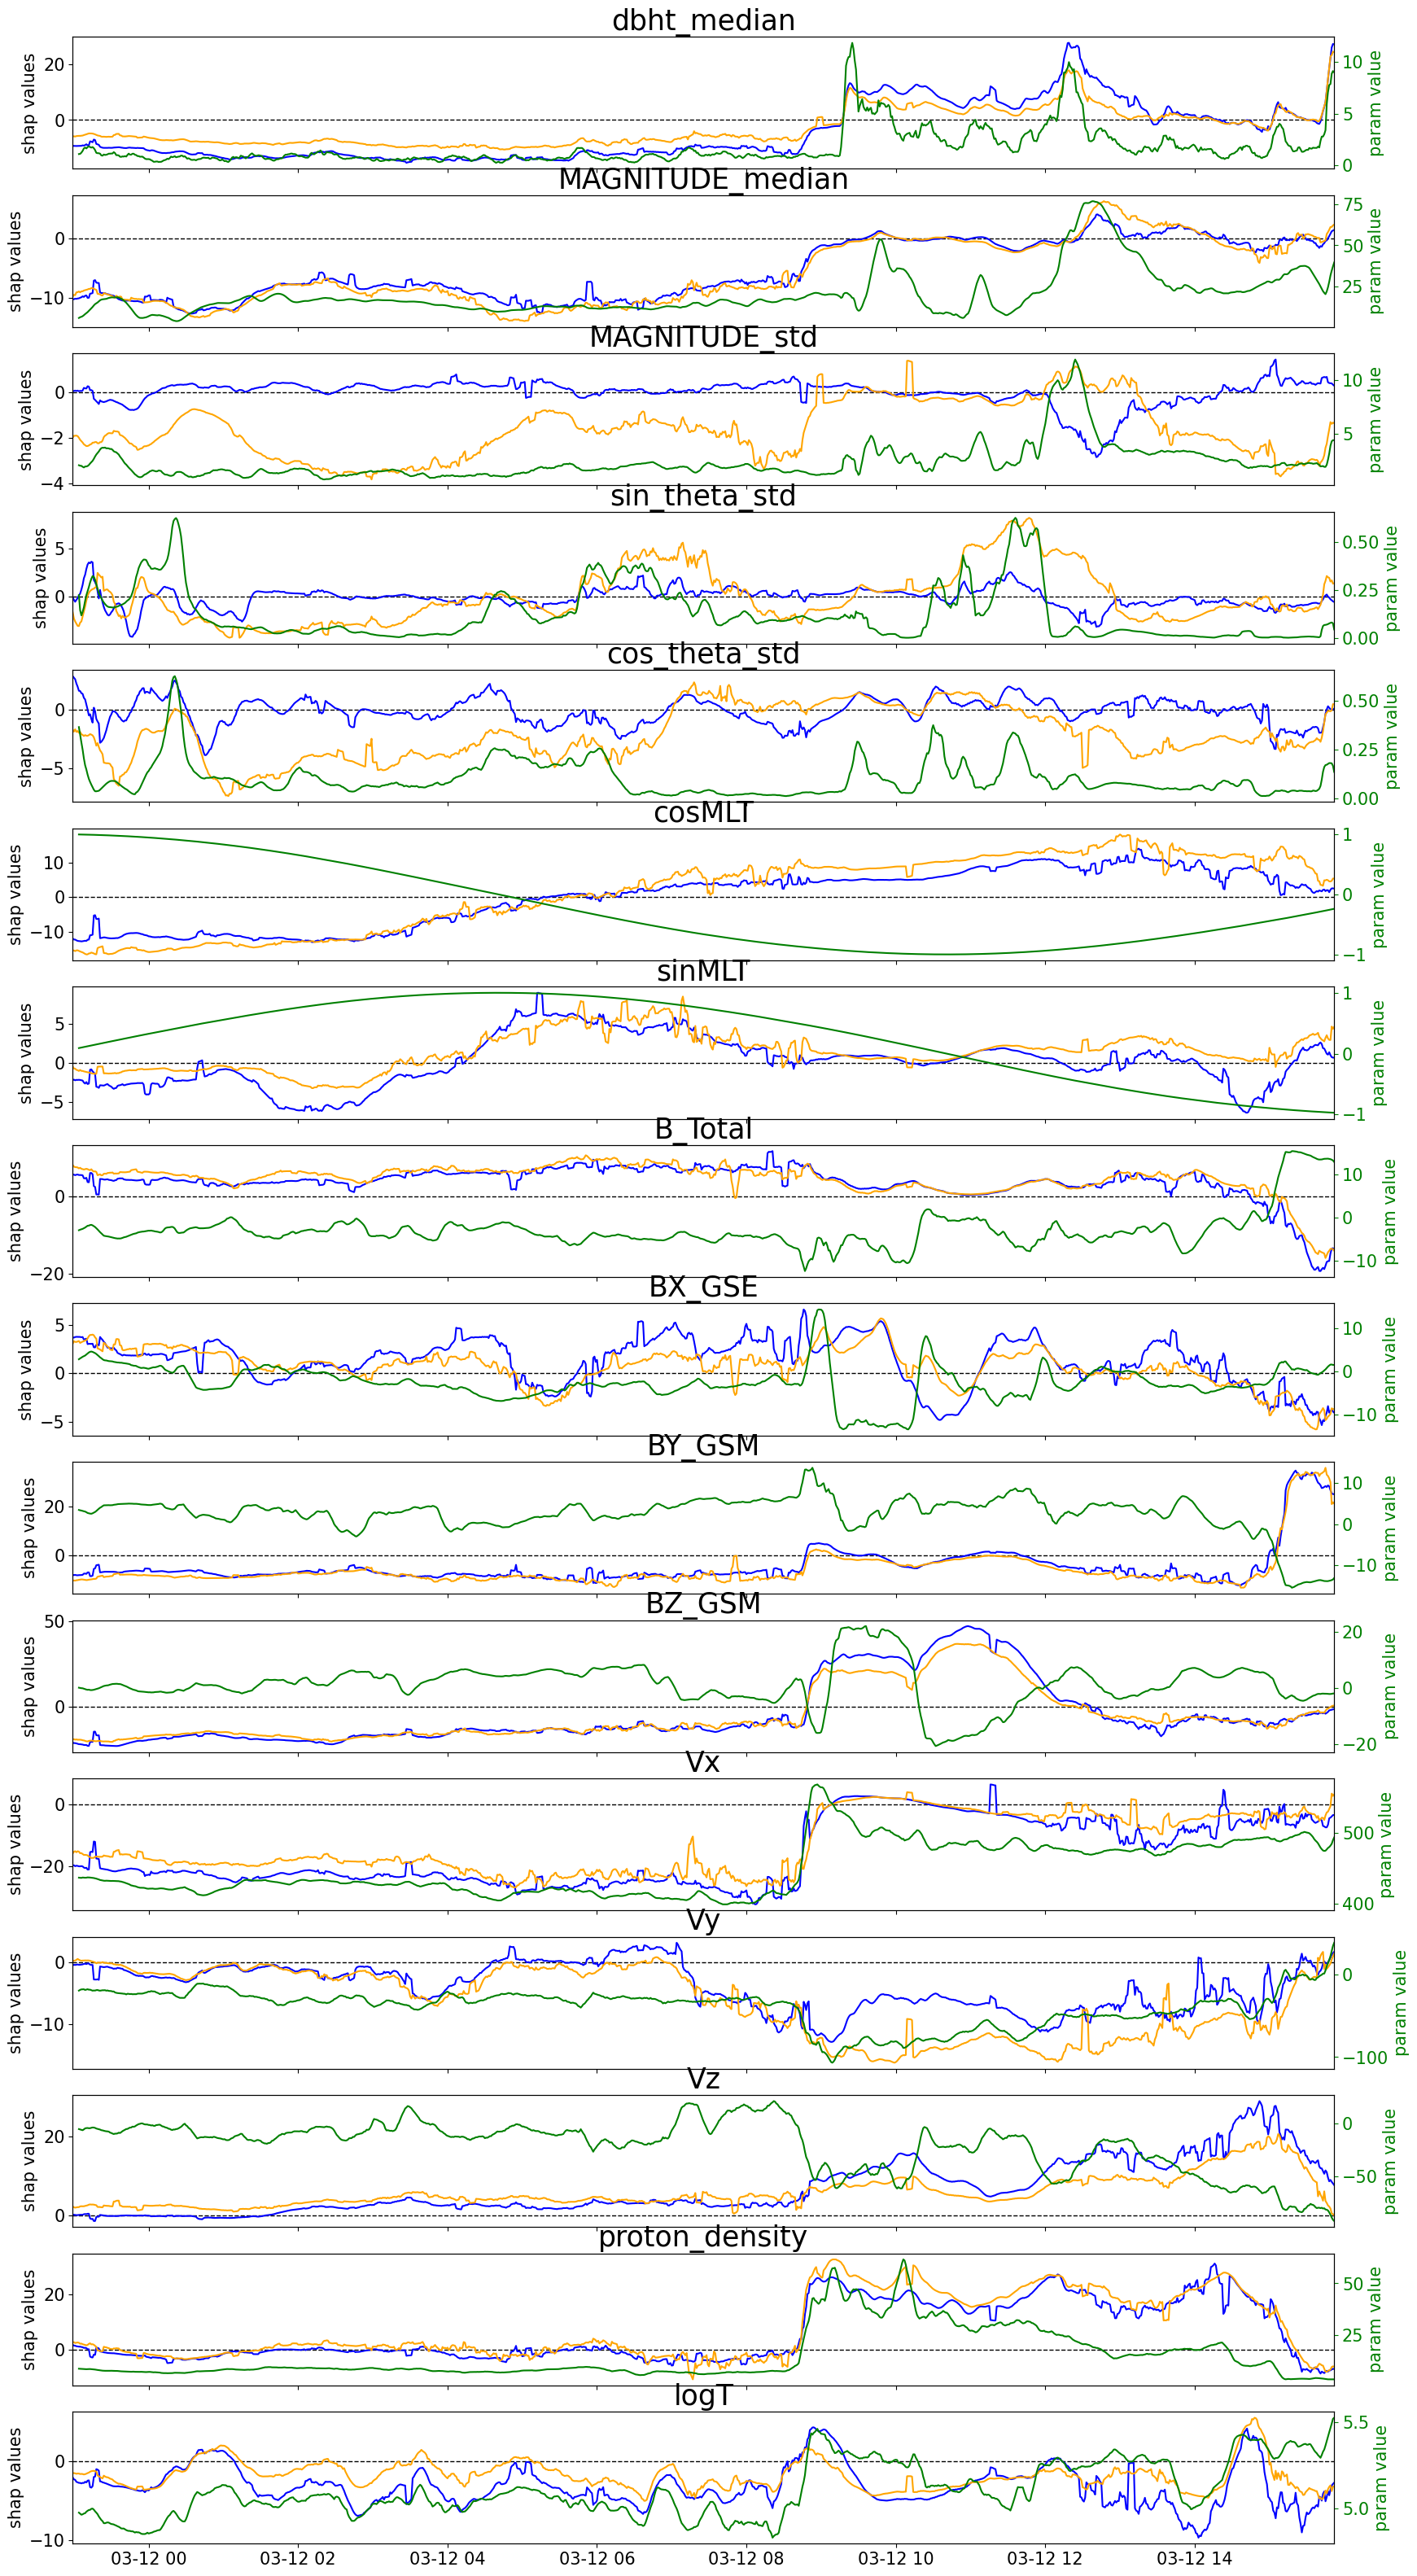 dbht_median
shap values
20
0
10
5
0
param value
MAGNITUDE_median
shap values
0
−10
75
50
25
param value
MAGNITUDE_std
shap values
0
−2
−4
10
5
param value
sin_theta_std
shap values
5
0
0.50
0.25
0.00
param value
cos_theta_std
shap values
0
−5
0.50
0.25
0.00
param value
cosMLT
shap values
10
0
−10
1
0
−1
param value
sinMLT
shap values
5
0
−5
1
0
−1
param value
B_Total
shap values
0
−20
10
0
−10
param value
BX_GSE
shap values
5
0
−5
10
0
−10
param value
BY_GSM
shap values
20
0
10
0
−10
param value
BZ_GSM
shap values
50
0
20
0
−20
param value
Vx
shap values
0
−20
500
400
param value
Vy
shap values
0
−10
0
−100
param value
Vz
shap values
20
0
0
−50
param value
proton_density
shap values
20
0
50
25
param value
logT
shap values
0
−10
5.5
5.0
param value
03-12 00
03-12 02
03-12 04
03-12 06
03-12 08
03-12 10
03-12 12
03-12 14